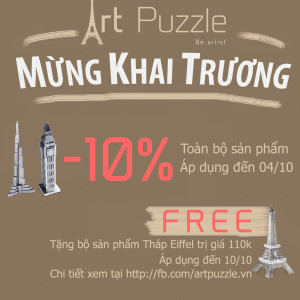 Art Puzzle
Be artist
MỪNG KHAI TRƯƠNG
-10%
Toàn bộ sản phẩm
Áp dụng đến 04/10
FREE
Tặng bộ sản phẩm Tháp Eiffel trị giá 110k
Áp dụng đến 10/10
Chi tiết xem tại http://fb.com/artpuzzle.vn